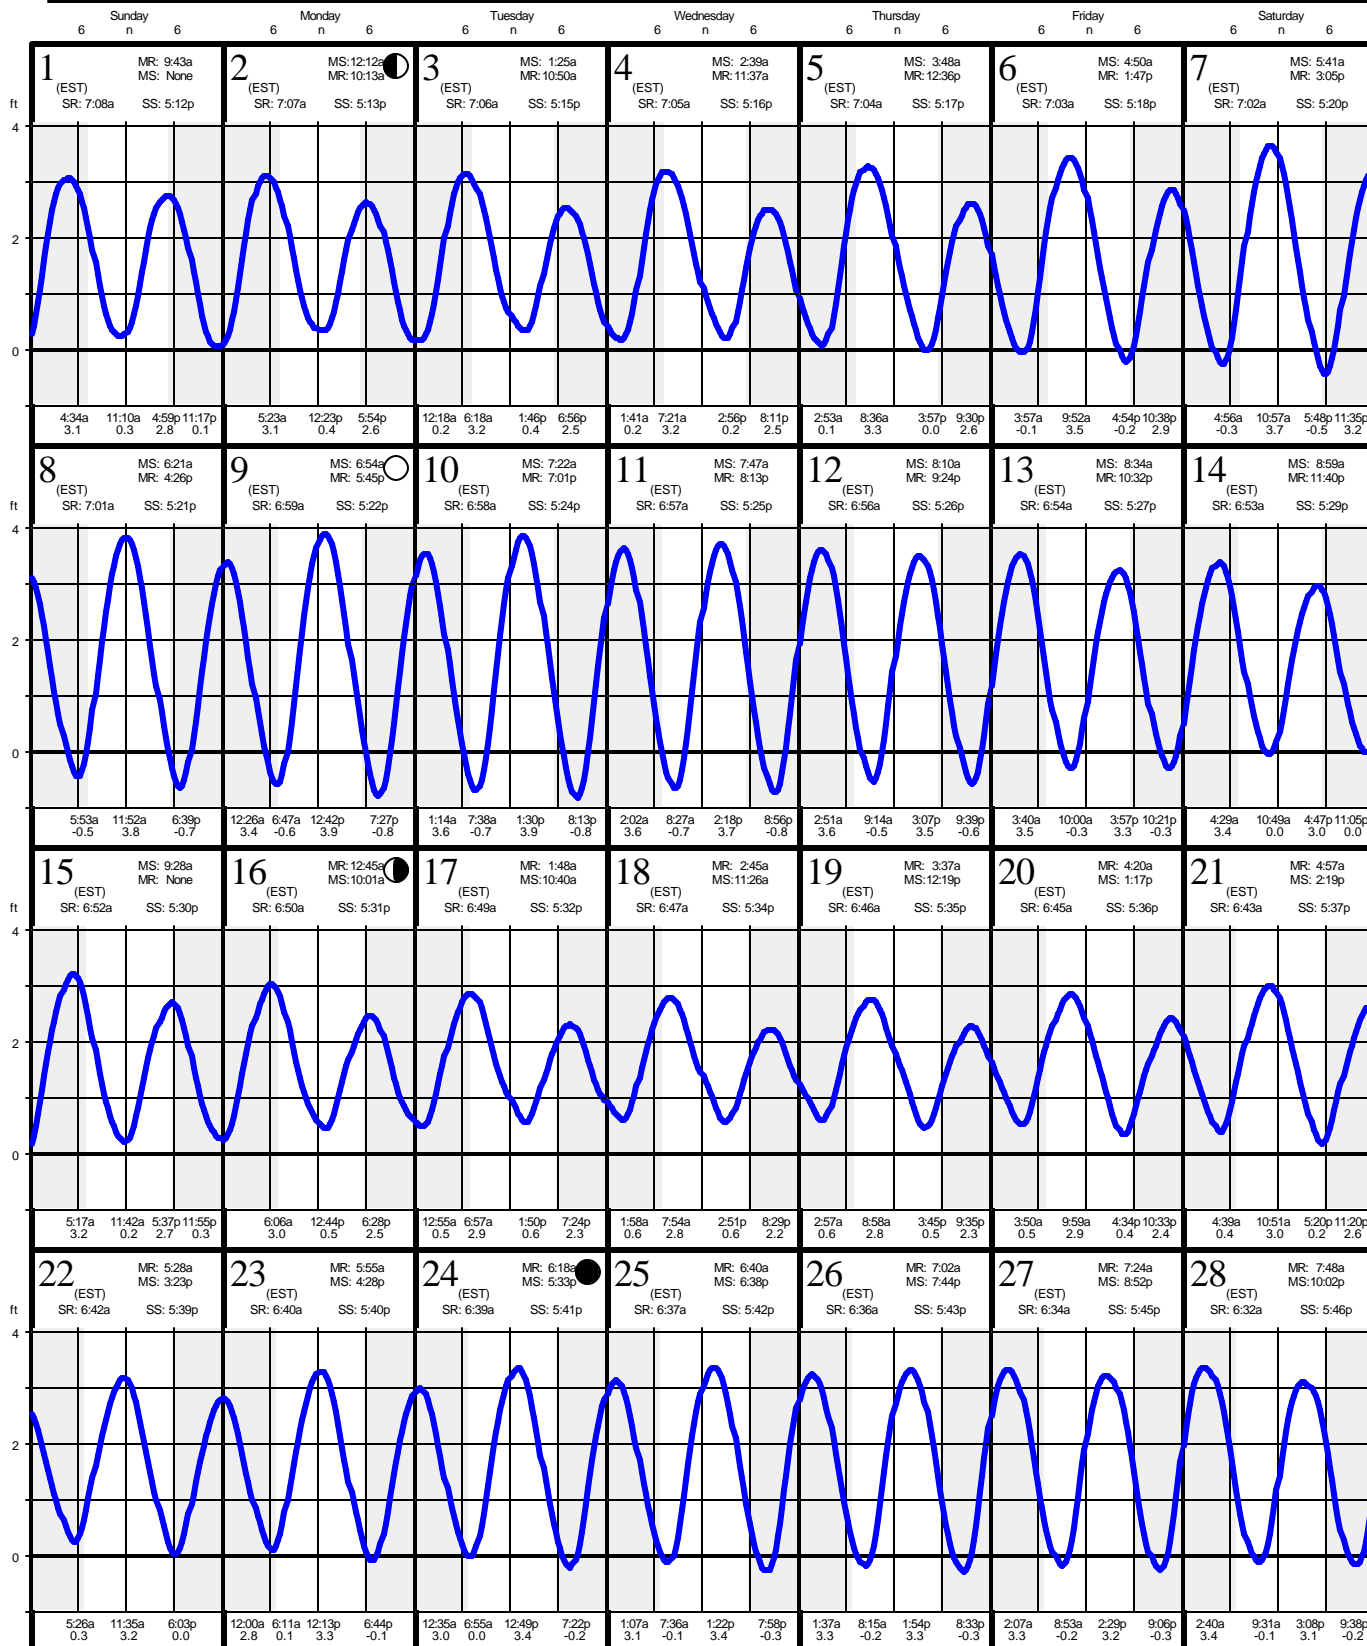 Sunday Monday Tuesday Wednesday Thursday Friday Saturday
6 n 6 6 n 6 6 n 6 6 n 6 6 n 6 6 n 6 6 n 6
1 MR: 9:43a 2 MS:12:12a 3 MS: 1:25a 4 MS: 2:39a 5 MS: 3:48a 6 MS: 4:50a 7 MS: 5:41a
MS: None MR:10:13a MR:10:50a MR:11:37a MR:12:36p MR: 1:47p MR: 3:05p
(EST) (EST) (EST) (EST) (EST) (EST) (EST)
ft SR: 7:08a SS: 5:12p SR: 7:07a SS: 5:13p SR: 7:06a SS: 5:15p SR: 7:05a SS: 5:16p SR: 7:04a SS: 5:17p SR: 7:03a SS: 5:18p SR: 7:02a SS: 5:20p
4
2
0
4:34a 11:10a 4:59p 11:17p 5:23a 12:23p 5:54p 12:18a 6:18a 1:46p 6:56p 1:41a 7:21a 2:56p 8:11p 2:53a 8:36a 3:57p 9:30p 3:57a 9:52a 4:54p 10:38p 4:56a 10:57a 5:48p 11:35p
3.1 0.3 2.8 0.1 3.1 0.4 2.6 0.2 3.2 0.4 2.5 0.2 3.2 0.2 2.5 0.1 3.3 0.0 2.6 -0.1 3.5 -0.2 2.9 -0.3 3.7 -0.5 3.2
8 MS: 6:21a 9 MS: 6:54a 10 MS: 7:22a 11 MS: 7:47a 12 MS: 8:10a 13 MS: 8:34a 14 MS: 8:59a
MR: 4:26p MR: 5:45p MR: 7:01p MR: 8:13p MR: 9:24p MR:10:32p MR: 11:40p
(EST) (EST) (EST) (EST) (EST) (EST) (EST)
ft SR: 7:01a SS: 5:21p SR: 6:59a SS: 5:22p SR: 6:58a SS: 5:24p SR: 6:57a SS: 5:25p SR: 6:56a SS: 5:26p SR: 6:54a SS: 5:27p SR: 6:53a SS: 5:29p
4
2
0
5:53a 11:52a 6:39p 12:26a 6:47a 12:42p 7:27p 1:14a 7:38a 1:30p 8:13p 2:02a 8:27a 2:18p 8:56p 2:51a 9:14a 3:07p 9:39p 3:40a 10:00a 3:57p 10:21p 4:29a 10:49a 4:47p 11:05p
-0.5 3.8 -0.7 3.4 -0.6 3.9 -0.8 3.6 -0.7 3.9 -0.8 3.6 -0.7 3.7 -0.8 3.6 -0.5 3.5 -0.6 3.5 -0.3 3.3 -0.3 3.4 0.0 3.0 0.0
15 MS: 9:28a 16 MR:12:45a 17 MR: 1:48a 18 MR: 2:45a 19 MR: 3:37a 20 MR: 4:20a 21 MR: 4:57a
MR: None MS:10:01a MS:10:40a MS:11:26a MS:12:19p MS: 1:17p MS: 2:19p
(EST) (EST) (EST) (EST) (EST) (EST) (EST)
ft SR: 6:52a SS: 5:30p SR: 6:50a SS: 5:31p SR: 6:49a SS: 5:32p SR: 6:47a SS: 5:34p SR: 6:46a SS: 5:35p SR: 6:45a SS: 5:36p SR: 6:43a SS: 5:37p
4
2
0
5:17a 11:42a 5:37p 11:55p 6:06a 12:44p 6:28p 12:55a 6:57a 1:50p 7:24p 1:58a 7:54a 2:51p 8:29p 2:57a 8:58a 3:45p 9:35p 3:50a 9:59a 4:34p 10:33p 4:39a 10:51a 5:20p 11:20p
3.2 0.2 2.7 0.3 3.0 0.5 2.5 0.5 2.9 0.6 2.3 0.6 2.8 0.6 2.2 0.6 2.8 0.5 2.3 0.5 2.9 0.4 2.4 0.4 3.0 0.2 2.6
22 MR: 5:28a 23 MR: 5:55a 24 MR: 6:18a 25 MR: 6:40a 26 MR: 7:02a 27 MR: 7:24a 28 MR: 7:48a
MS: 3:23p MS: 4:28p MS: 5:33p MS: 6:38p MS: 7:44p MS: 8:52p MS:10:02p
(EST) (EST) (EST) (EST) (EST) (EST) (EST)
ft SR: 6:42a SS: 5:39p SR: 6:40a SS: 5:40p SR: 6:39a SS: 5:41p SR: 6:37a SS: 5:42p SR: 6:36a SS: 5:43p SR: 6:34a SS: 5:45p SR: 6:32a SS: 5:46p
4
2
0
5:26a 11:35a 6:03p 12:00a 6:11a 12:13p 6:44p 12:35a 6:55a 12:49p 7:22p 1:07a 7:36a 1:22p 7:58p 1:37a 8:15a 1:54p 8:33p 2:07a 8:53a 2:29p 9:06p 2:40a 9:31a 3:08p 9:38p
0.3 3.2 0.0 2.8 0.1 3.3 -0.1 3.0 0.0 3.4 -0.2 3.1 -0.1 3.4 -0.3 3.3 -0.2 3.3 -0.3 3.3 -0.2 3.2 -0.3 3.4 -0.1 3.1 -0.2